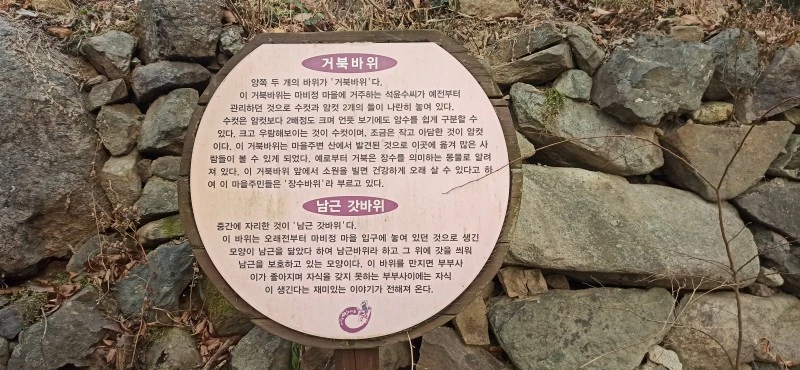 거북바위
양쪽 두 개의 바위가 '거북바위'다.
이 거북바위는 마비정 마을에 거주하는 석윤수씨가 예전부터
관리하던 것으로 수컷과 암컷 2개의 돌이 나란히 놓여 있다.
수컷은 암컷보다 2배정도 크며 언뜻 보기에도 암수를 쉽게 구분할 수
있다. 크고 우람해보이는 것이 수컷이며, 조금은 작고 아담한 것이 암컷
이다. 이 거북바위는 마을주변 산에서 발견된 것으로 이곳에 옮겨 많은 사
람들이 볼 수 있게 되었다. 예로부터 거북은 장수를 의미하는 동물로 알려
져 있다. 이 거북바위 앞에서 소원을 빌면 건강하게 오래 살 수 있다고 하
여 이 마을주민들은 '장수바위'라 부르고 있다.
남근 갓바위
중간에 자리한 것이 '남근 갓바위'다.
이 바위는 오래전부터 마비정 마을 입구에 놓여 있던 것으로 생긴
모양이 남근을 닮았다 하여 남근바위라 하고 그 위에 갓을 씌워
남근을 보호하고 있는 모양이다. 이 바위를 만지면 부부사
이가 좋아지며 자식을 갖지 못하는 부부사이에는 자식
이 생긴다는 재미있는 이야기가 전해져 온다.